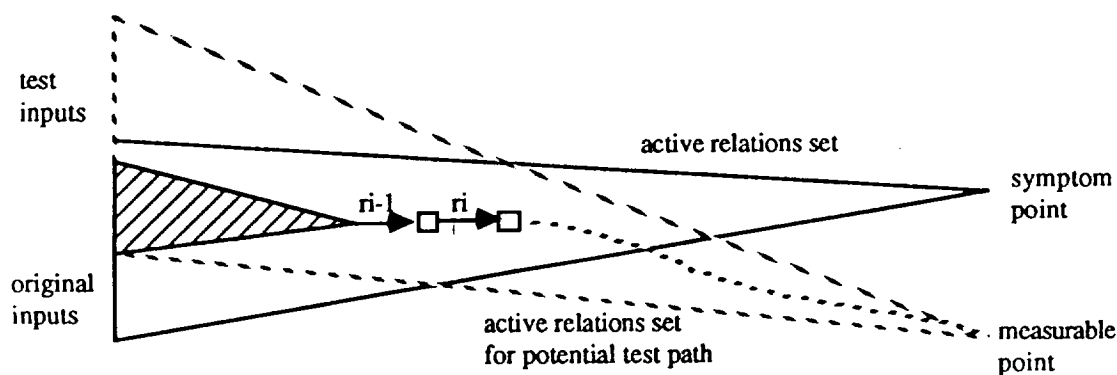 test
inputs
active relations set
symptom
point
ri-1
ri
original
inputs
active relations set
for potential test path
measurable
point